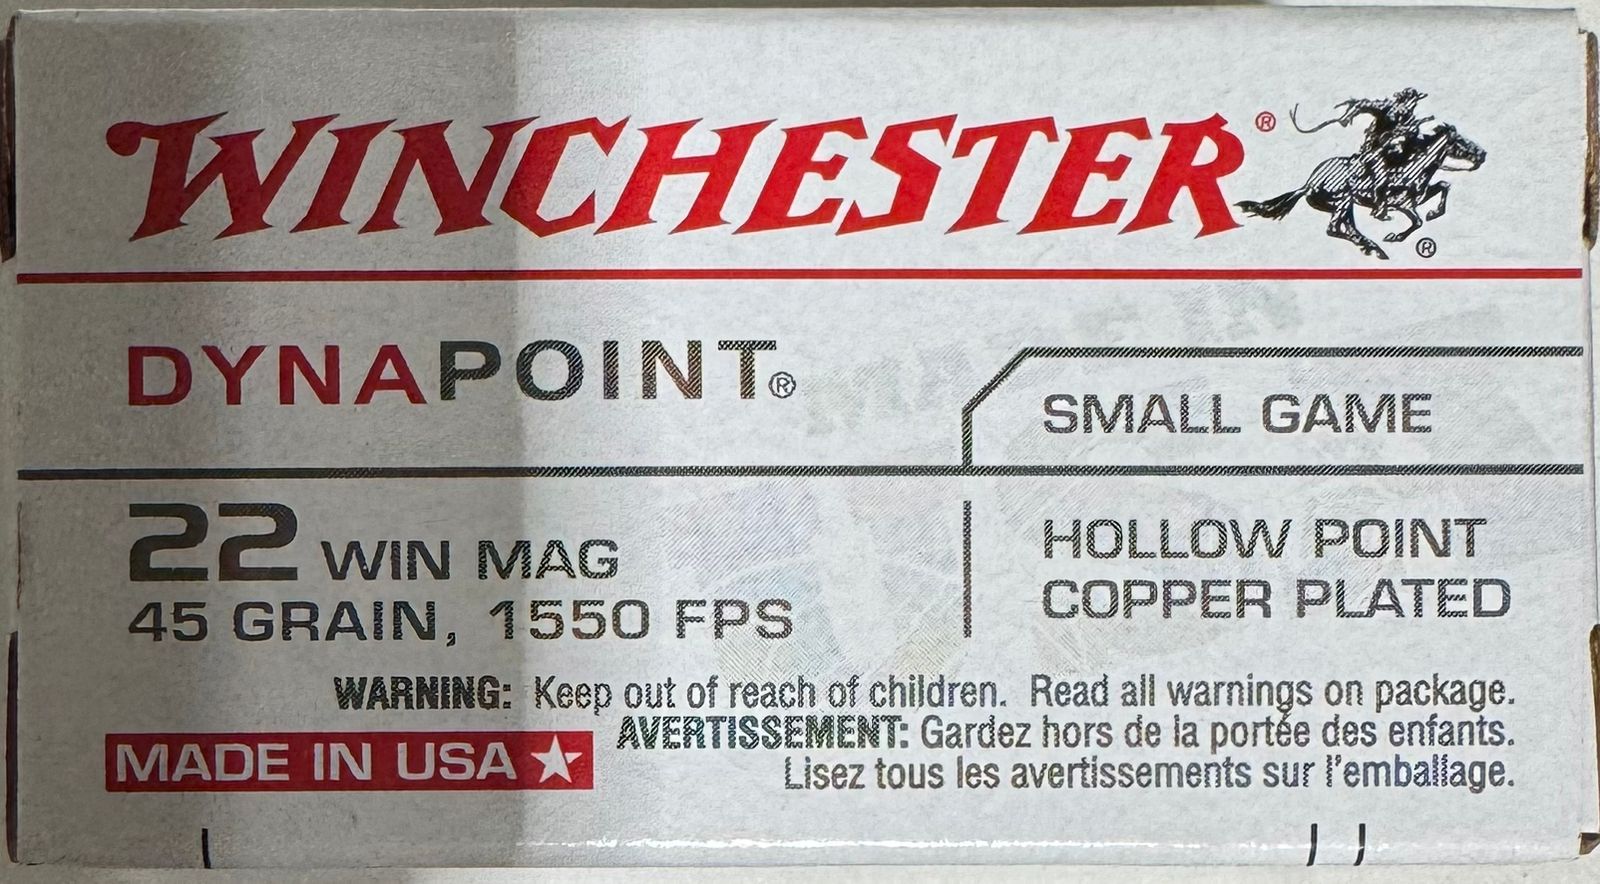 WINCHESTER®
®
DYNAPOINT®
SMALL GAME
22 WIN MAG
45 GRAIN, 1550 FPS
HOLLOW POINT
COPPER PLATED
WARNING: Keep out of reach of children. Read all warnings on package.
AVERTISSEMENT: Gardez hors de la portée des enfants.
Lisez tous les avertissements sur l'emballage.
MADE IN USA